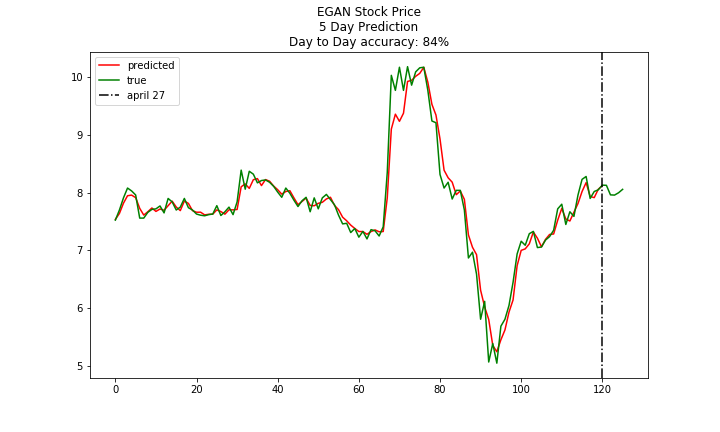 EGAN Stock Price
5 Day Prediction
Day to Day accuracy: 84%
predicted
true
april 27
10
9
8
7
6
5
0 20 40 60 80 100 120